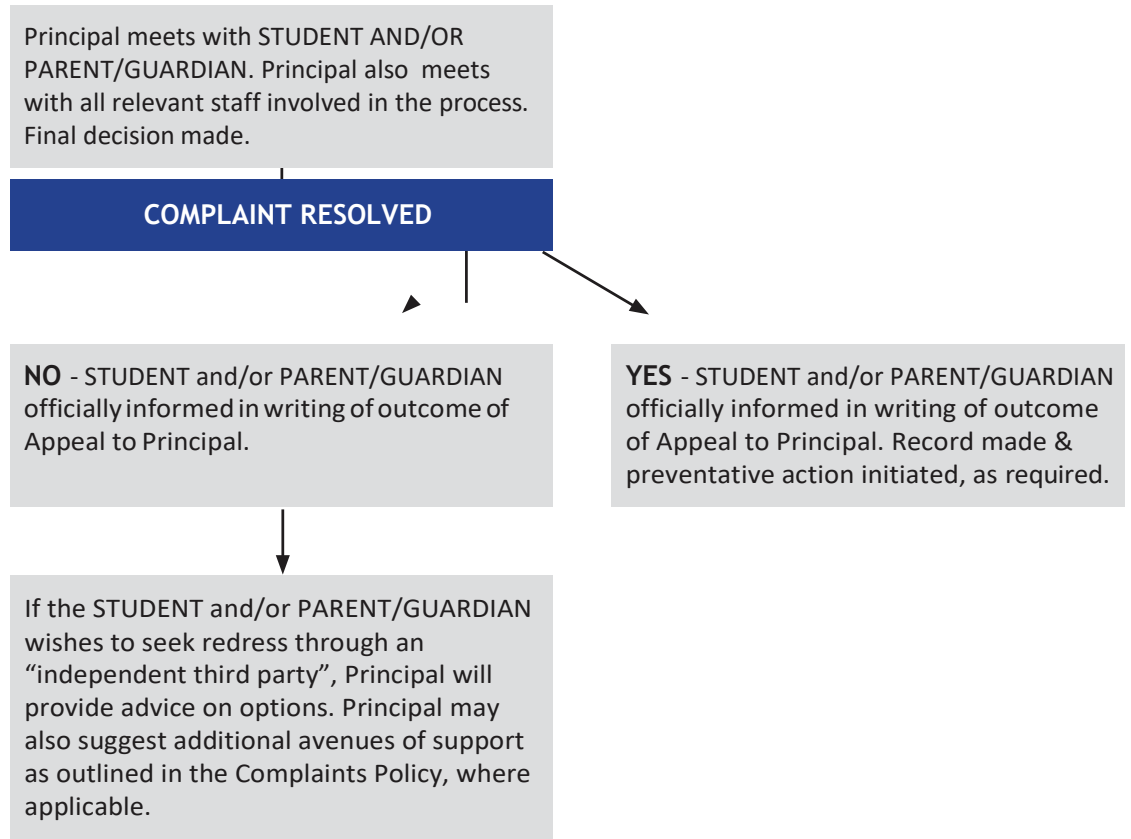 Principal meets with STUDENT AND/OR
PARENT/GUARDIAN. Principal also meets
with all relevant staff involved in the process.
Final decision made.
COMPLAINT RESOLVED
NO - STUDENT and/or PARENT/GUARDIAN
officially informed in writing of outcome of
Appeal to Principal.
YES - STUDENT and/or PARENT/GUARDIAN
officially informed in writing of outcome
of Appeal to Principal. Record made &
preventative action initiated, as required.
If the STUDENT and/or PARENT/GUARDIAN
wishes to seek redress through an
“independent third party”, Principal will
provide advice on options. Principal may
also suggest additional avenues of support
as outlined in the Complaints Policy, where
applicable.